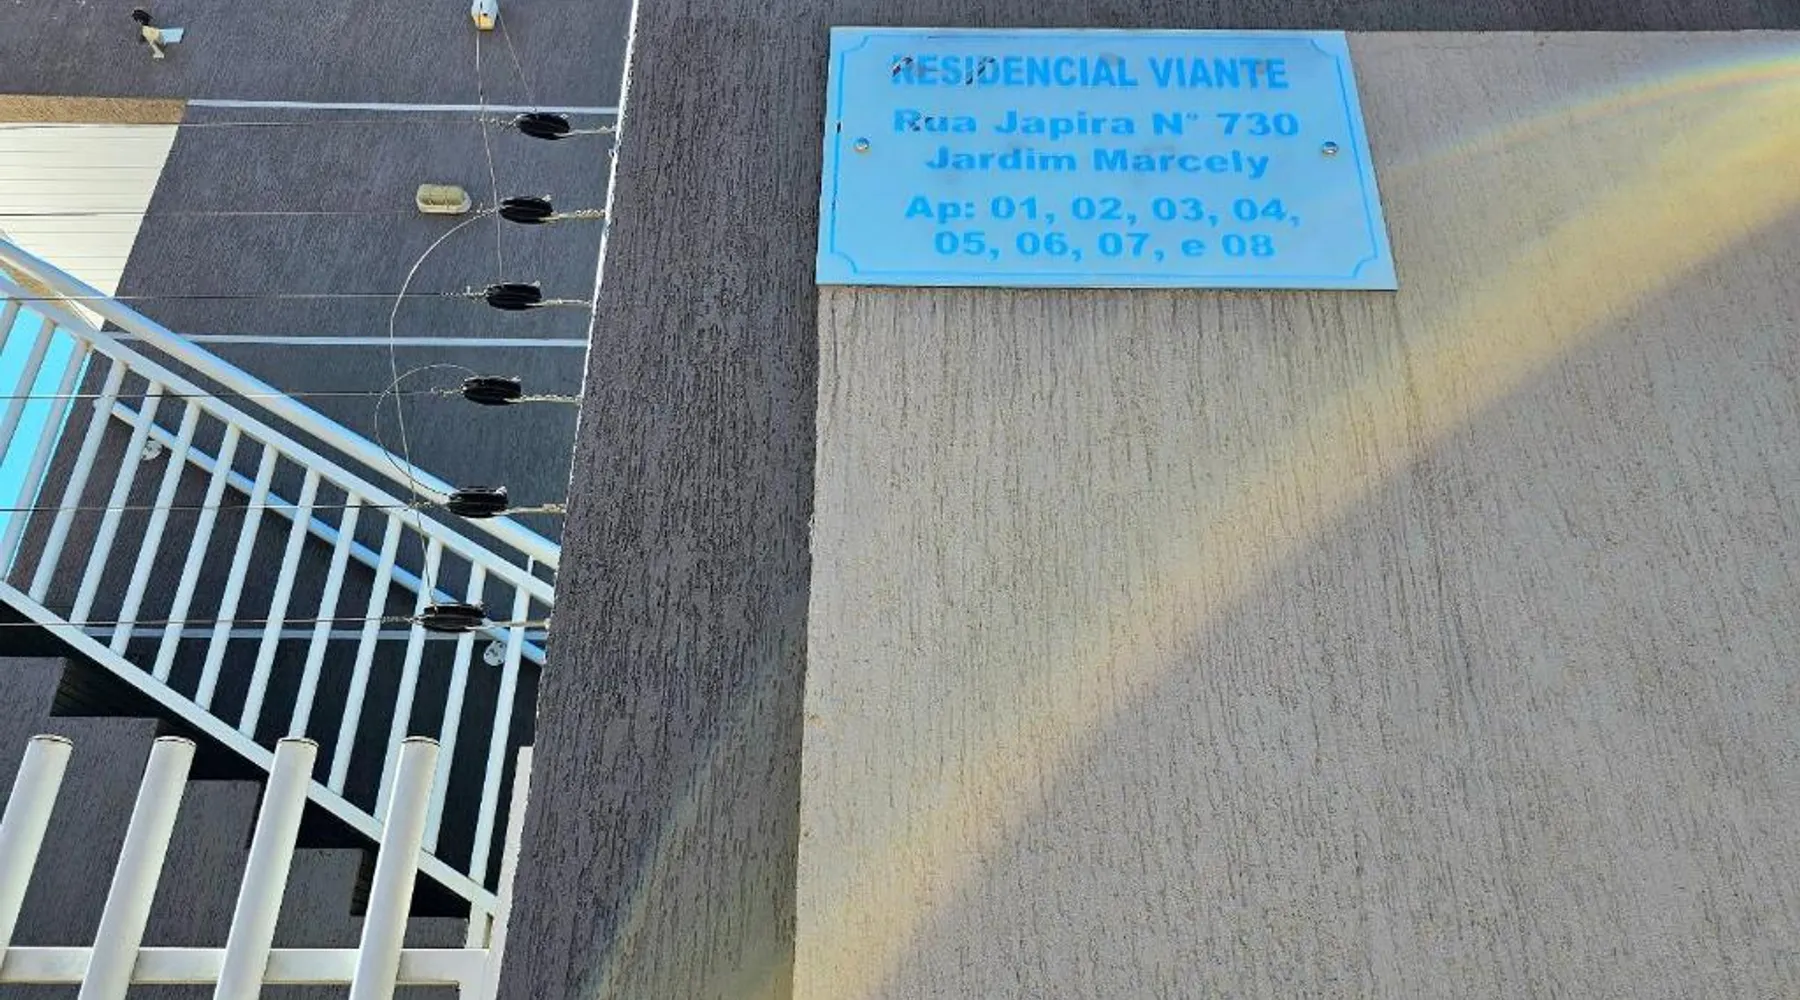 RESIDENCIAL VIANTE
Rua Japira N° 730
Jardim Marcely
Ap: 01, 02, 03, 04,
05, 06, 07, e 08